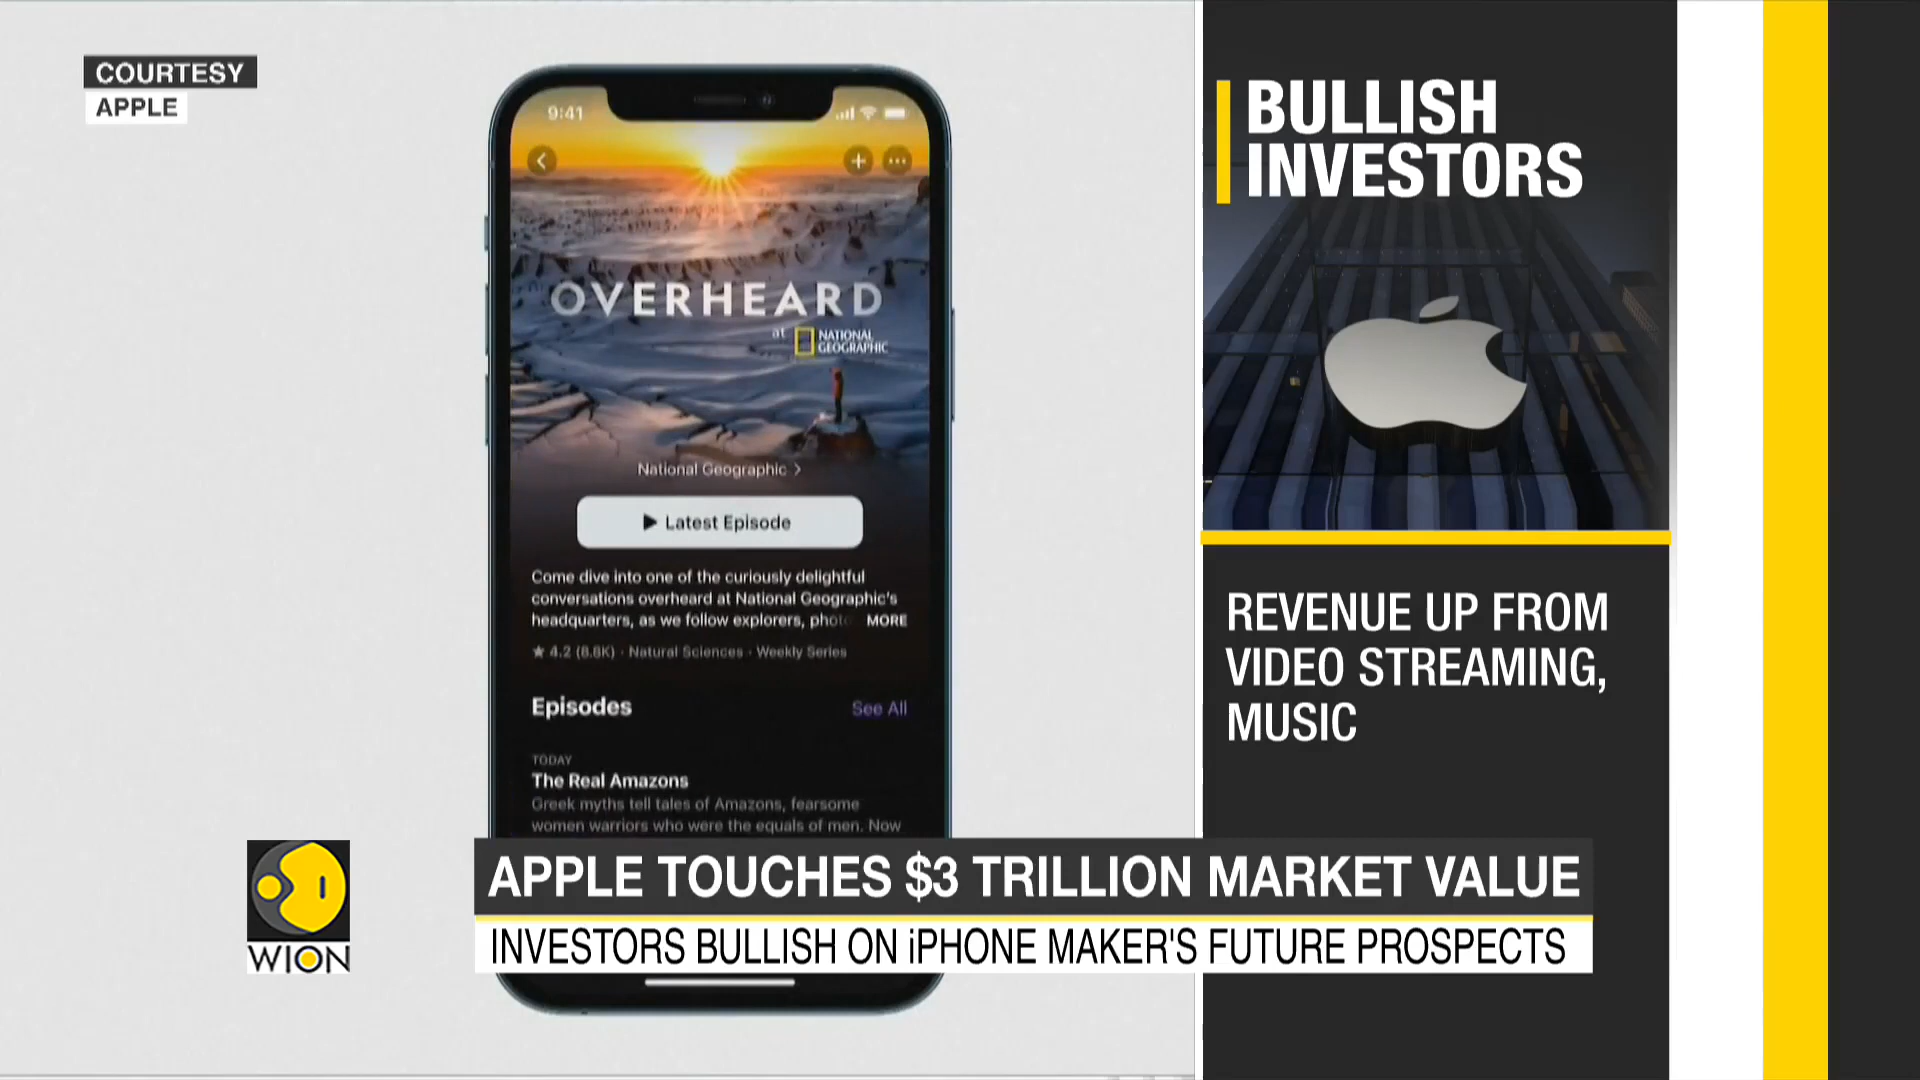 COURTESY
APPLE
9:41
OVERHEARD
at NATIONAL
GEOGRAPHIC
National Geographic >
Latest Episode
Come dive into one of the curiously delightful
conversations overheard at National Geographic's
headquarters, as we follow explorers, phot MORE
★ 4.2 (8.8K) · Natural Sciences · Weekly Series
Episodes See All
TODAY
The Real Amazons
Greek myths tell tales of Amazons, fearsome
women warriors who were the equals of men. Now
BULLISH
INVESTORS
REVENUE UP FROM
VIDEO STREAMING,
MUSIC
WION
APPLE TOUCHES $3 TRILLION MARKET VALUE
INVESTORS BULLISH ON iPHONE MAKER'S FUTURE PROSPECTS